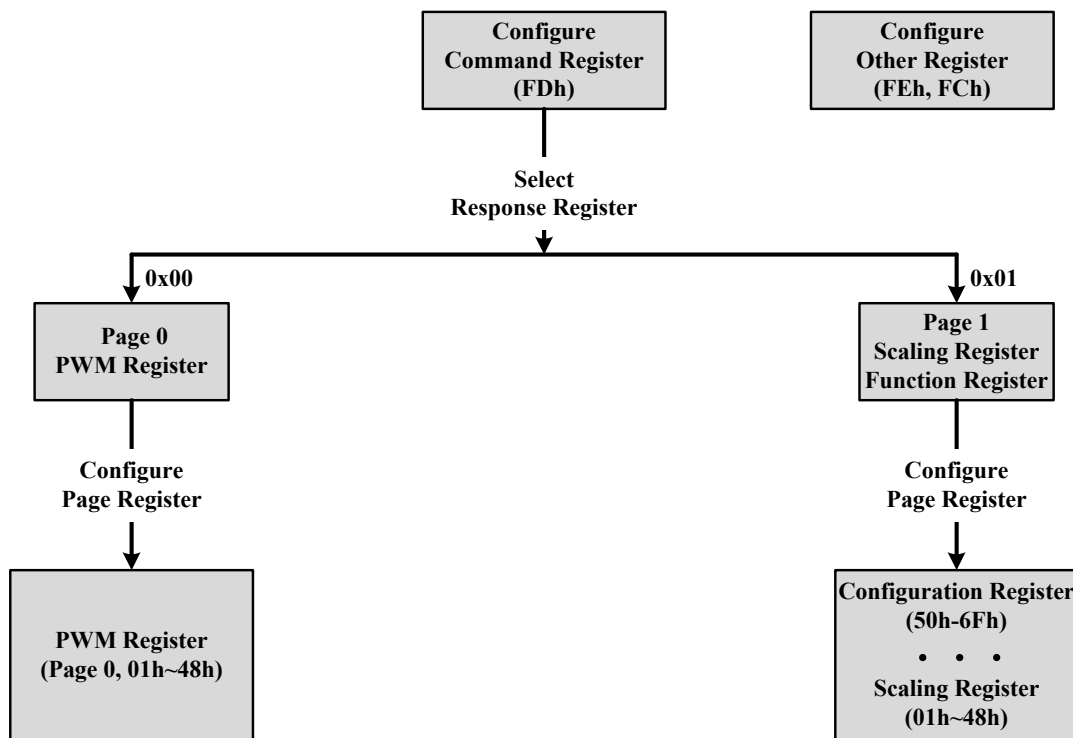 Configure
Command Register
(FDh)
Configure
Other Register
(FEh, FCh)
Select
Response Register
0x00
0x01
Page 0
PWM Register
Page 1
Scaling Register
Function Register
Configure
Page Register
Configure
Page Register
PWM Register
(Page 0, 01h~48h)
Configuration Register
(50h-6Fh)
• • •
Scaling Register
(01h~48h)